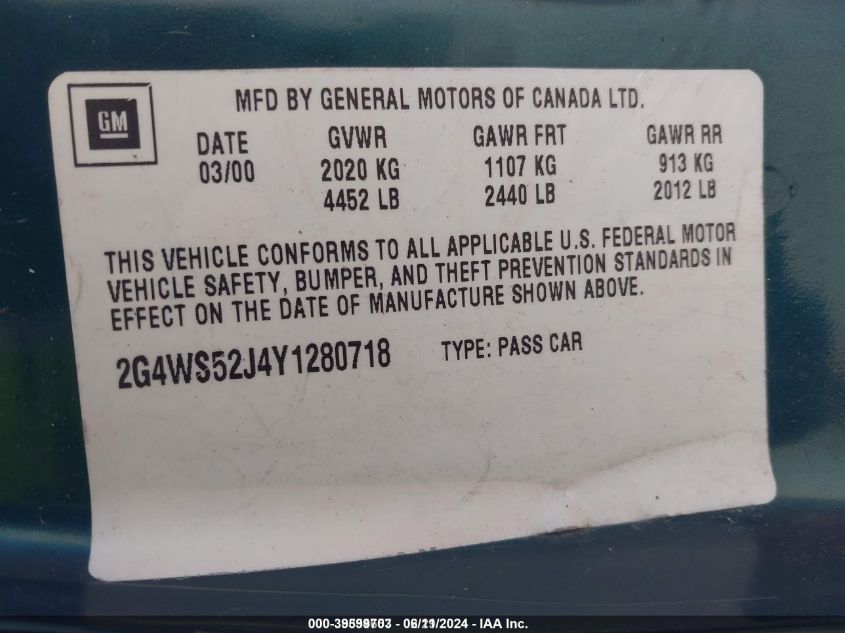 MFD BY GENERAL MOTORS OF CANADA LTD.
GM
DATE GVWR GAWR FRT GAWR RR
03/00 2020 KG 1107 KG 913 KG
4452 LB 2440 LB 2012 LB
THIS VEHICLE CONFORMS TO ALL APPLICABLE U.S. FEDERAL MOTOR
VEHICLE SAFETY, BUMPER, AND THEFT PREVENTION STANDARDS IN
EFFECT ON THE DATE OF MANUFACTURE SHOWN ABOVE.
2G4WS52J4Y1280718 TYPE: PASS CAR
- IAA Inc.